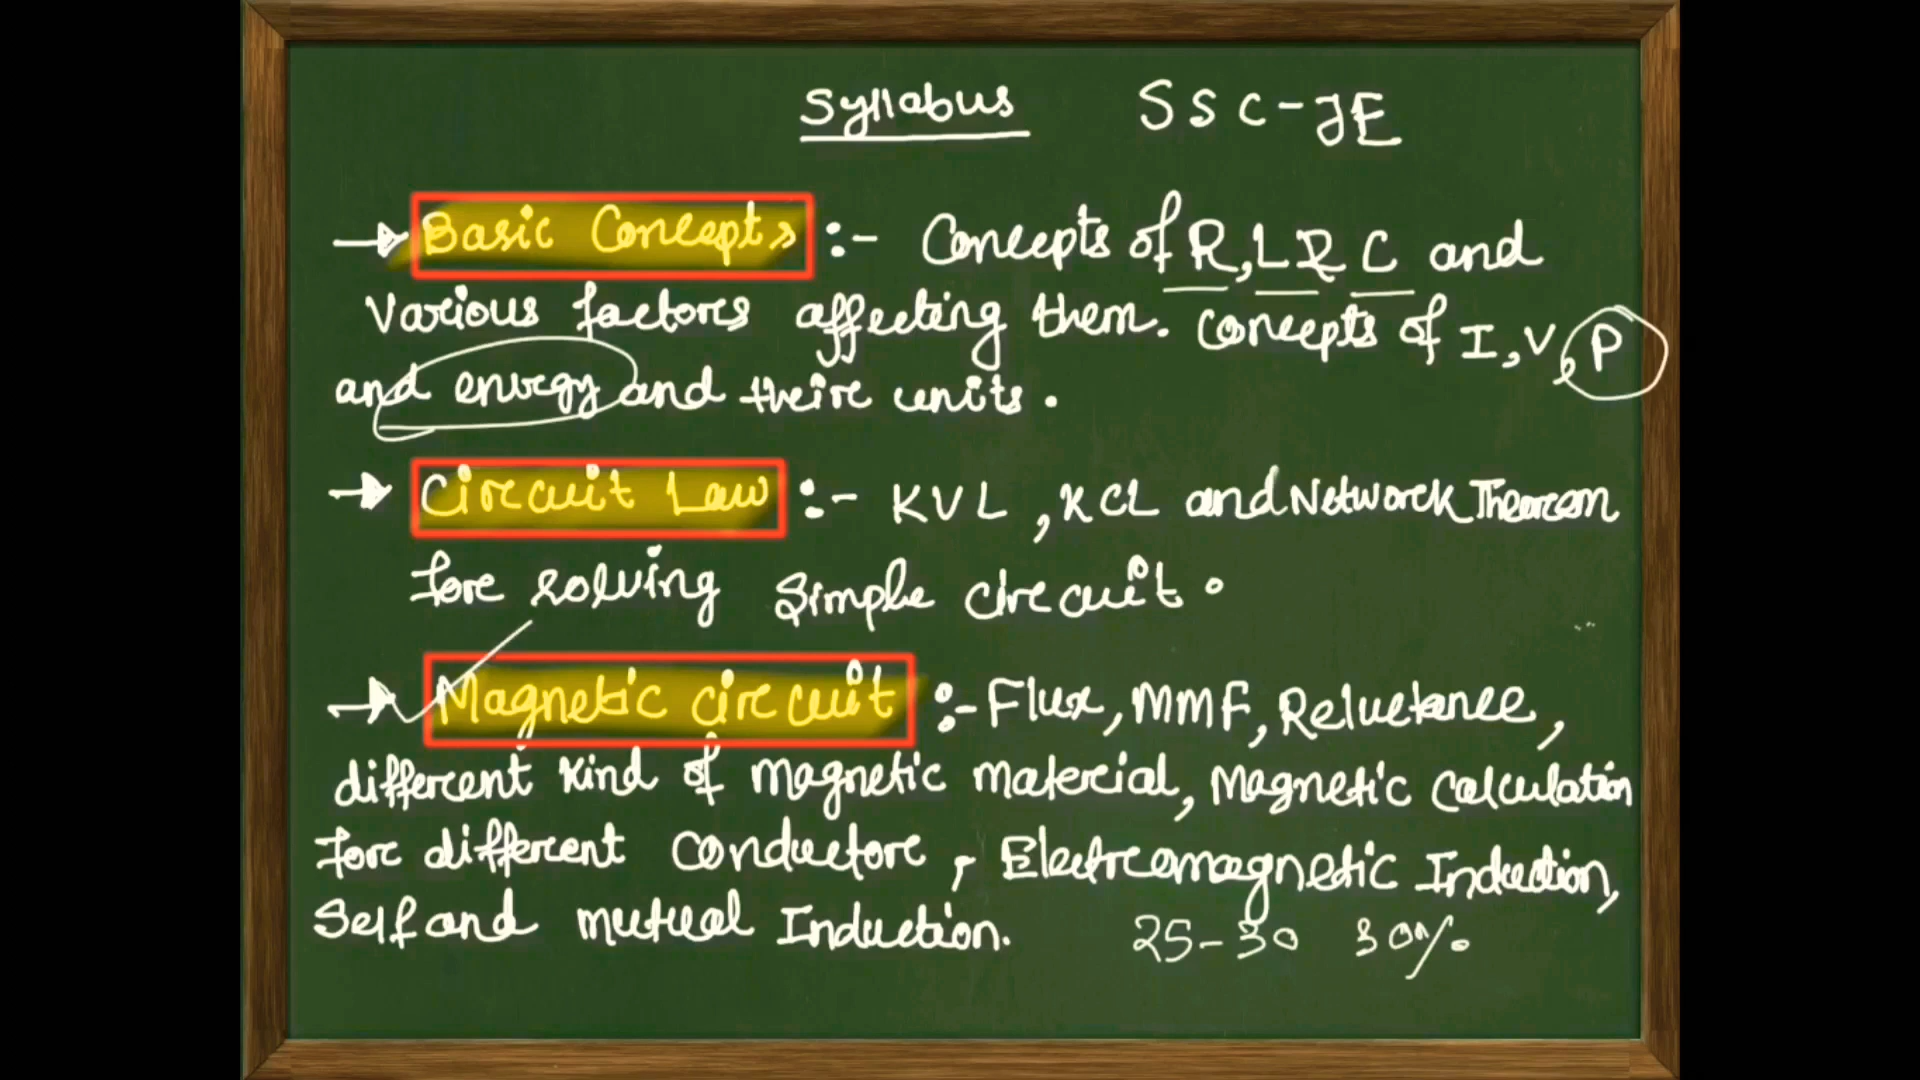 Syllabus SSC-JE
→ Basic Concepts :- Concepts of R, L & C and
various factors affecting them. Concepts of I, V, P
and energy and their units.
→ Circuit Law :- KVL, KCL and Network Theorem
for solving simple circuit.
→ Magnetic circuit :- Flux, MMF, Reluctance,
different kind of magnetic material, Magnetic calculation
for different conductor, Electromagnetic Induction,
Self and mutual Induction. 25-30 30%